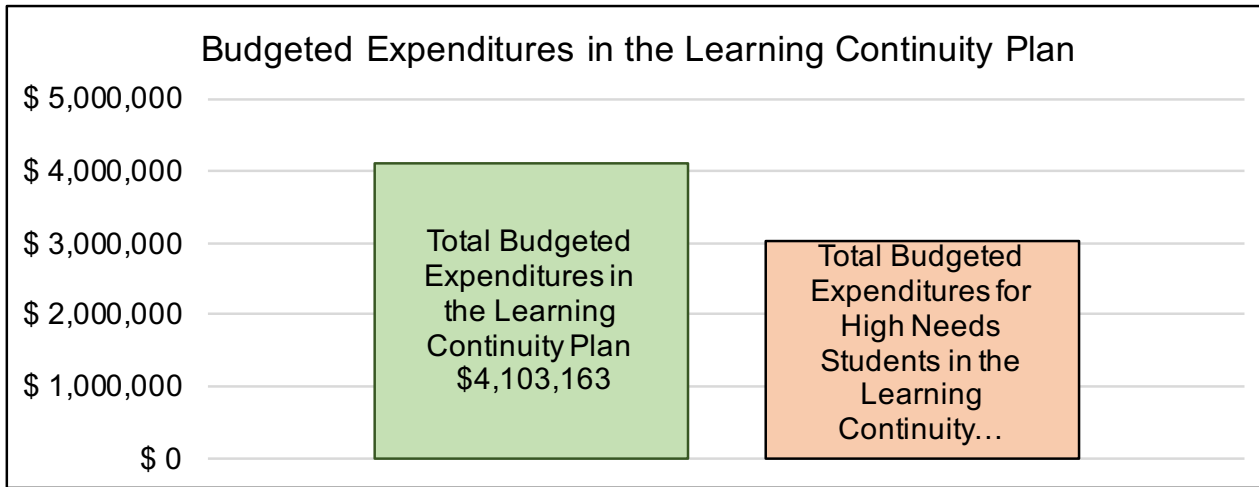 Budgeted Expenditures in the Learning Continuity Plan
$ 5,000,000
$ 4,000,000
$ 3,000,000
$ 2,000,000
$ 1,000,000
$ 0
Total Budgeted
Expenditures in
the Learning
Continuity Plan
$4,103,163
Total Budgeted
Expenditures for
High Needs
Students in the
Learning
Continuity…